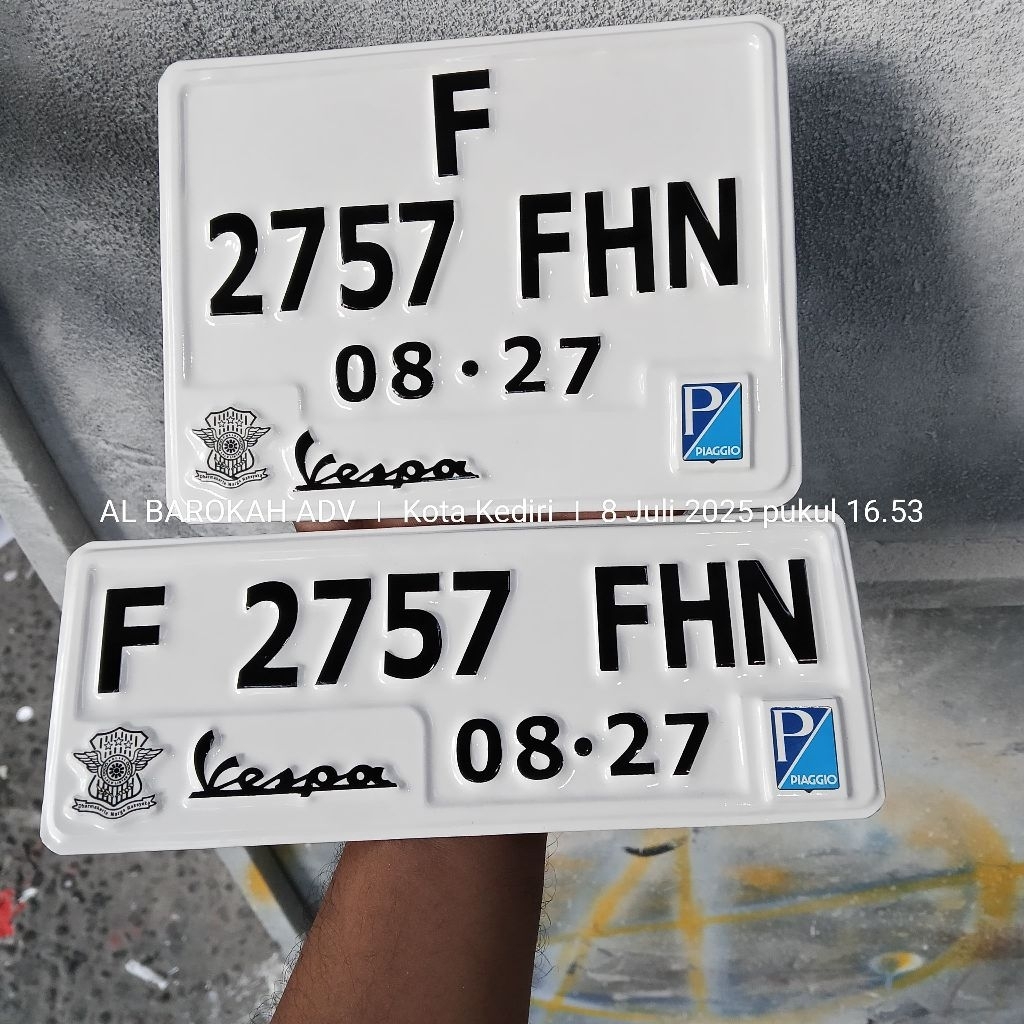 F
2757 FHN
08•27
Vespa
P
PIAGGIO
AL BAROKAH ADV | Kota Kediri | 8 Juli 2025 pukul 16.53
F 2757 FHN
Vespa
08•27
P
PIAGGIO